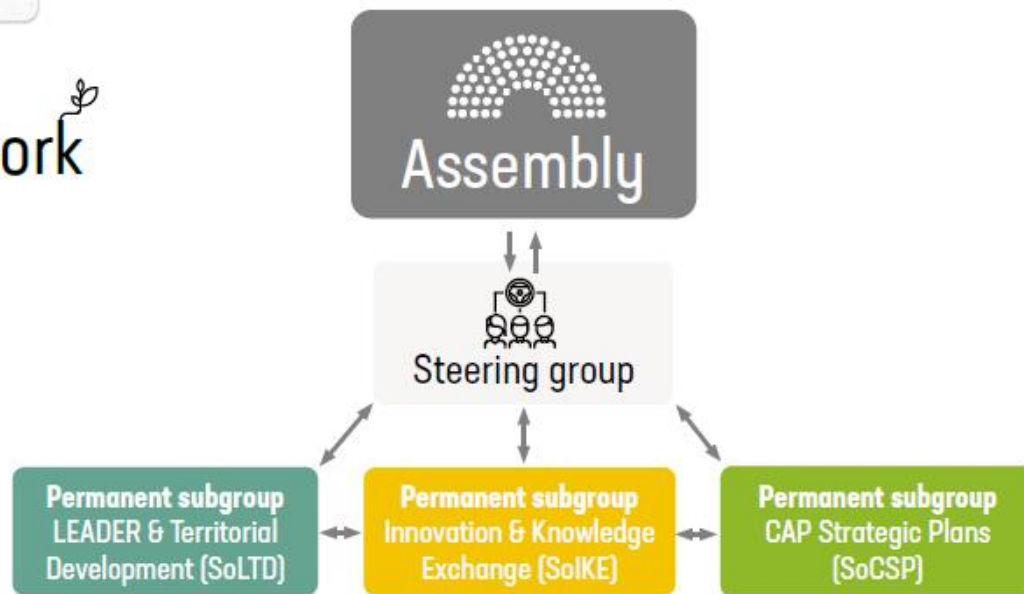 ork
Assembly
Steering group
Permanent subgroup
LEADER & Territorial
Development (SoLTD)
Permanent subgroup
Innovation & Knowledge
Exchange (SoIKE)
Permanent subgroup
CAP Strategic Plans
(SoCSP)